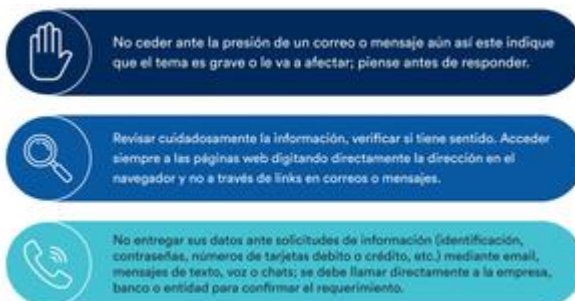 No ceder ante la presión de un correo o mensaje aún así este indique
que el tema es grave o le va a afectar; piense antes de responder.
Revisar cuidadosamente la información, verificar si tiene sentido. Acceder
siempre a las páginas web digitando directamente la dirección en el
navegador y no a través de links en correos o mensajes.
No entregar sus datos ante solicitudes de información (identificación,
contraseñas, números de tarjetas debito o crédito, etc.) mediante email,
mensajes de texto, voz o chats; se debe llamar directamente a la empresa,
banco o entidad para confirmar el requerimiento.